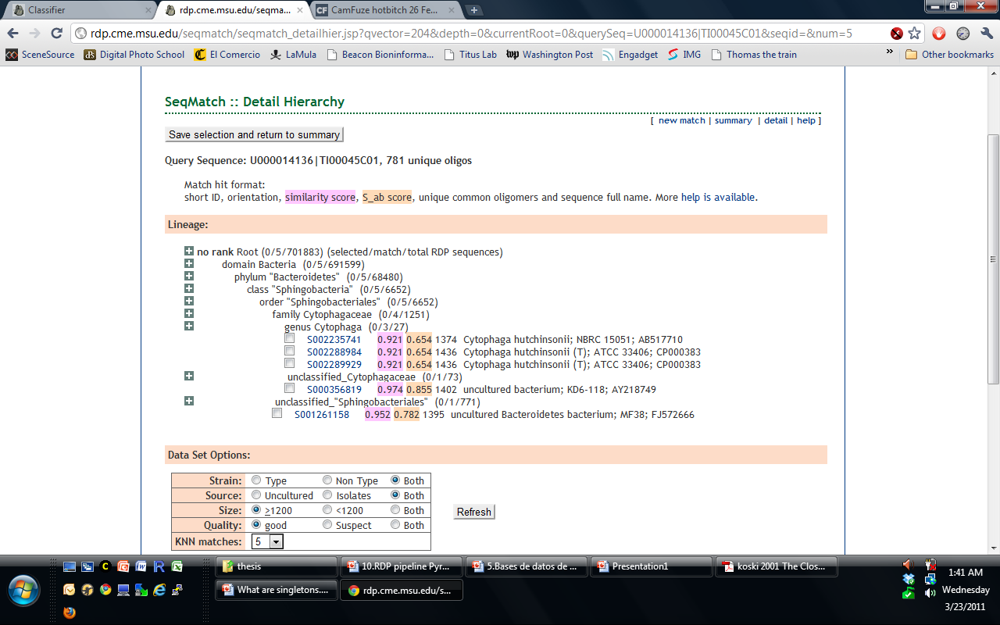 Classifier
rdp.cme.msu.edu/seqma...
CamFuze hotbitch 26 Fe...
rdp.cme.msu.edu/seqmatch/seqmatch_detailhier.jsp?qvector=204&depth=0&currentRoot=0&querySeq=U000014136|TI00045C01&seqid=&num=5
SceneSource
Digital Photo School
El Comercio
LaMula
Beacon Bioninforma...
Titus Lab
Washington Post
Engadget
IMG
Thomas the train
»
Other bookmarks
SeqMatch :: Detail Hierarchy
[ new match | summary | detail | help ]
Save selection and return to summary
Query Sequence: U000014136|TI00045C01, 781 unique oligos
Match hit format:
short ID, orientation, similarity score, S_ab score, unique common oligomers and sequence full name. More help is available.
Lineage:
no rank Root (0/5/701883) (selected/match/total RDP sequences)
domain Bacteria (0/5/691599)
phylum "Bacteroidetes" (0/5/68480)
class "Sphingobacteria" (0/5/6652)
order "Sphingobacteriales" (0/5/6652)
family Cytophagaceae (0/4/1251)
genus Cytophaga (0/3/27)
S002235741 0.921 0.654 1374 Cytophaga hutchinsonii; NBRC 15051; AB517710
S002288984 0.921 0.654 1436 Cytophaga hutchinsonii (T); ATCC 33406; CP000383
S002289929 0.921 0.654 1436 Cytophaga hutchinsonii (T); ATCC 33406; CP000383
unclassified_Cytophagaceae (0/1/73)
S000356819 0.974 0.855 1402 uncultured bacterium; KD6-118; AY218749
unclassified_"Sphingobacteriales" (0/1/771)
S001261158 0.952 0.782 1395 uncultured Bacteroidetes bacterium; MF38; FJ572666
Data Set Options:
Strain: Type Non Type Both
Source: Uncultured Isolates Both
Size: >1200 <1200 Both
Quality: good Suspect Both
KNN matches: 5
Refresh
thesis
10.RDP pipeline Pyr...
5.Bases de datos de ...
Presentation1
koski 2001 The Clos...
What are singletons....
rdp.cme.msu.edu/s...
1:41 AM
Wednesday
3/23/2011